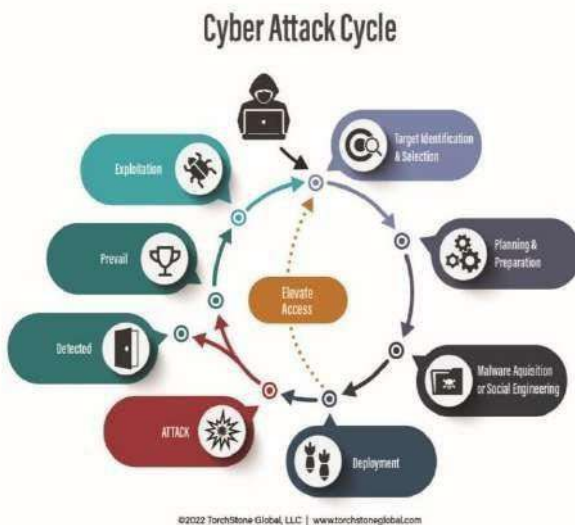 Cyber Attack Cycle
Target Identification
& Selection
Exploitation
Planning &
Preparation
Prevail
Elevate
Access
Detected
Malware Aquisition
or Social Engineering
ATTACK
Deployment
©2022 TorchStone Global, LLC | www.torchstoneglobal.com